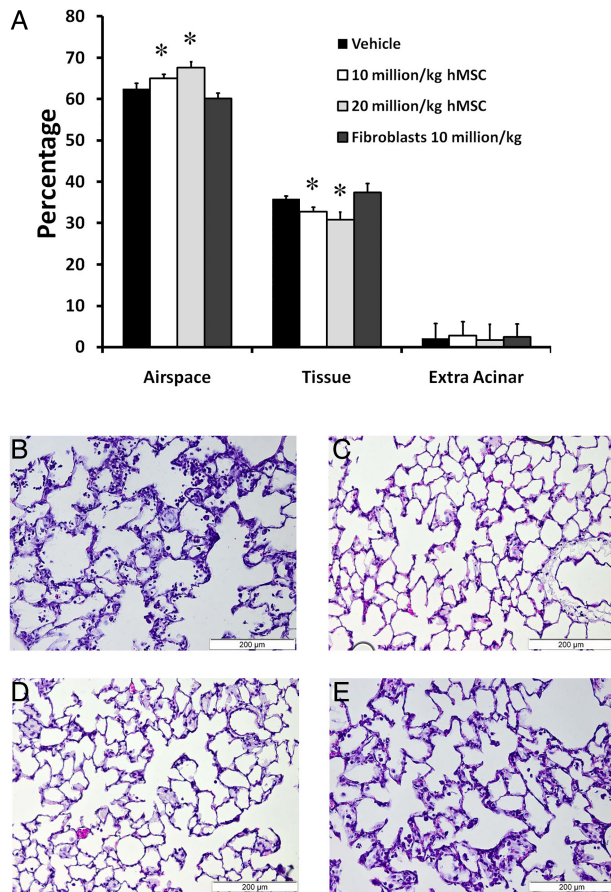 A
Percentage
80
70
60
50
40
30
20
10
0
* *
* *
Vehicle
10 million/kg hMSC
20 million/kg hMSC
Fibroblasts 10 million/kg
Airspace Tissue Extra Acinar
B
200 µm
C
200 µm
D
200 µm
E
200 µm